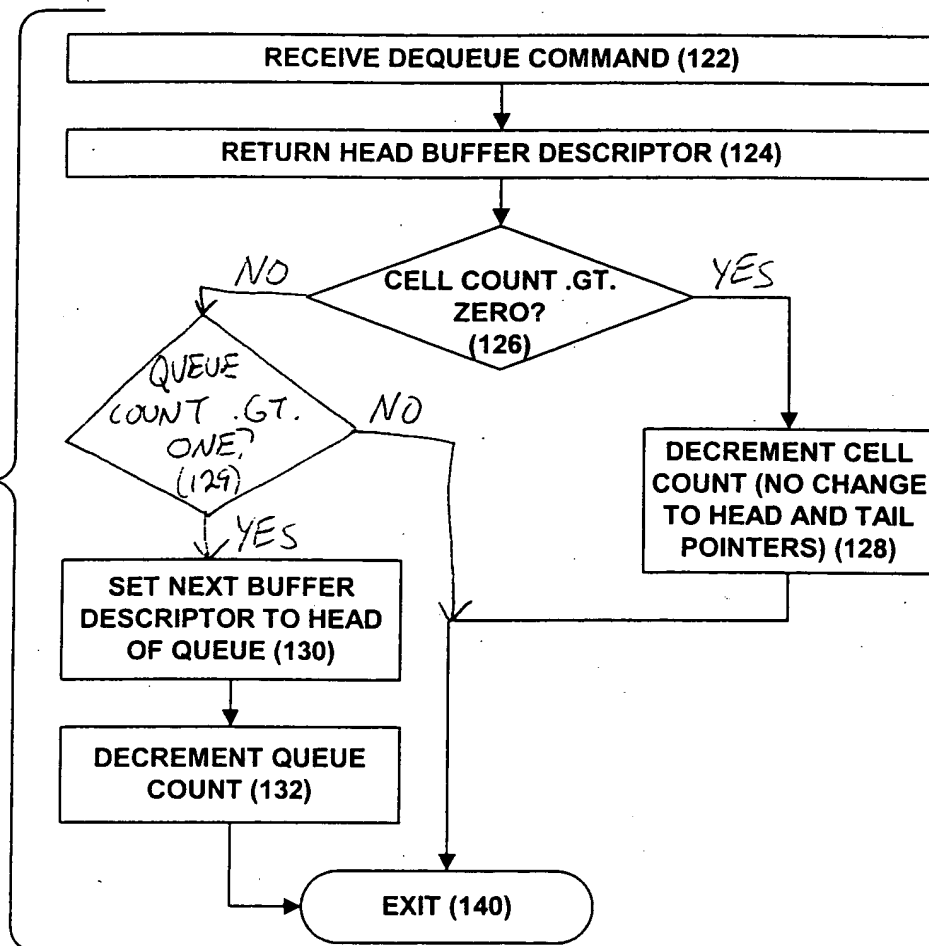 RECEIVE DEQUEUE COMMAND (122)
RETURN HEAD BUFFER DESCRIPTOR (124)
CELL COUNT .GT.
ZERO?
(126)
NO
YES
QUEUE
COUNT .GT.
ONE?
(129)
NO
YES
DECREMENT CELL
COUNT (NO CHANGE
TO HEAD AND TAIL
POINTERS) (128)
SET NEXT BUFFER
DESCRIPTOR TO HEAD
OF QUEUE (130)
DECREMENT QUEUE
COUNT (132)
EXIT (140)